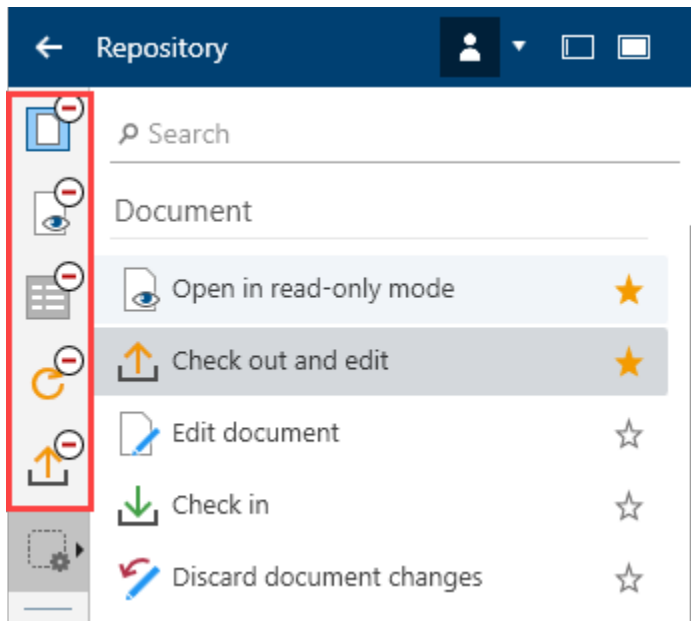 Repository
Search
Document
Open in read-only mode
Check out and edit
Edit document
Check in
Discard document changes